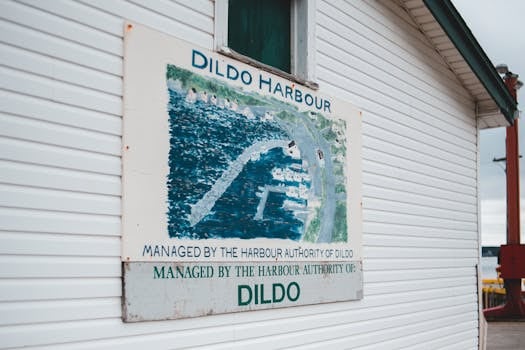 DILDO HARBOUR
MANAGED BY THE HARBOUR AUTHORITY OF DILDO
MANAGED BY THE HARBOUR AUTHORITY OF:
DILDO